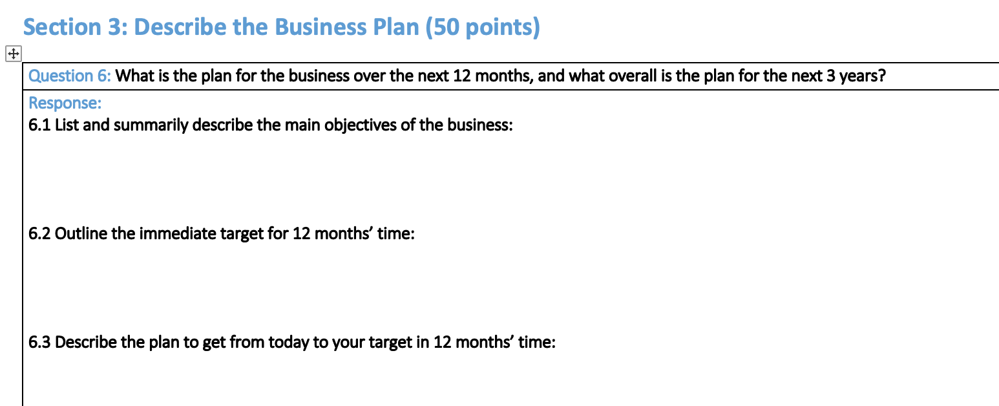 Section 3: Describe the Business Plan (50 points)
Question 6: What is the plan for the business over the next 12 months, and what overall is the plan for the next 3 years?
Response:
6.1 List and summarily describe the main objectives of the business:
6.2 Outline the immediate target for 12 months’ time:
6.3 Describe the plan to get from today to your target in 12 months’ time: